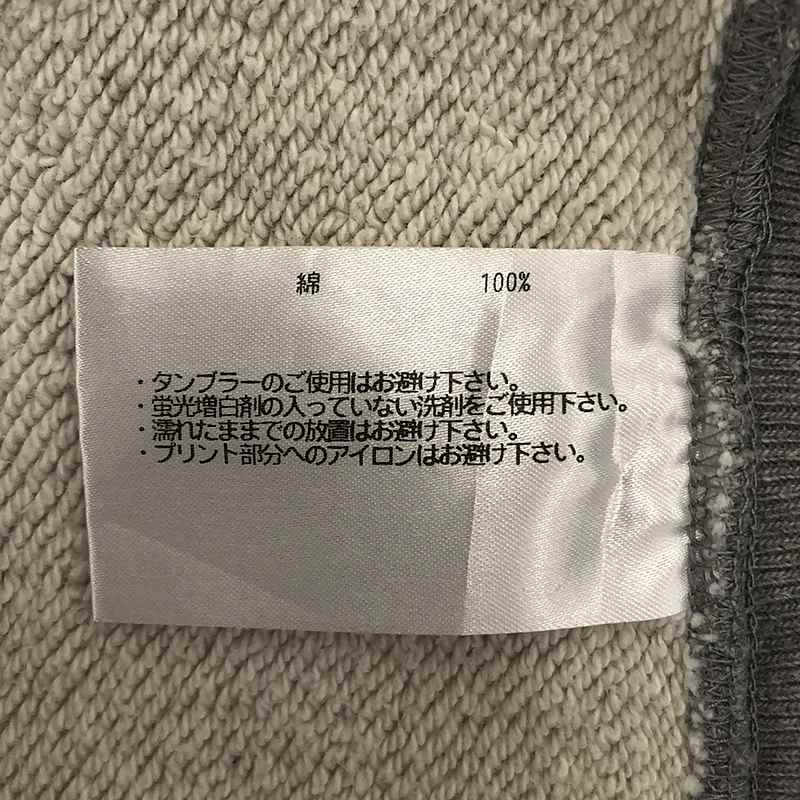 綿 100%
・タンブラーのご使用はお避け下さい。
・蛍光増白剤の入っていない洗剤をご使用下さい。
・濡れたままでの放置はお避け下さい。
・プリント部分へのアイロンはお避け下さい。